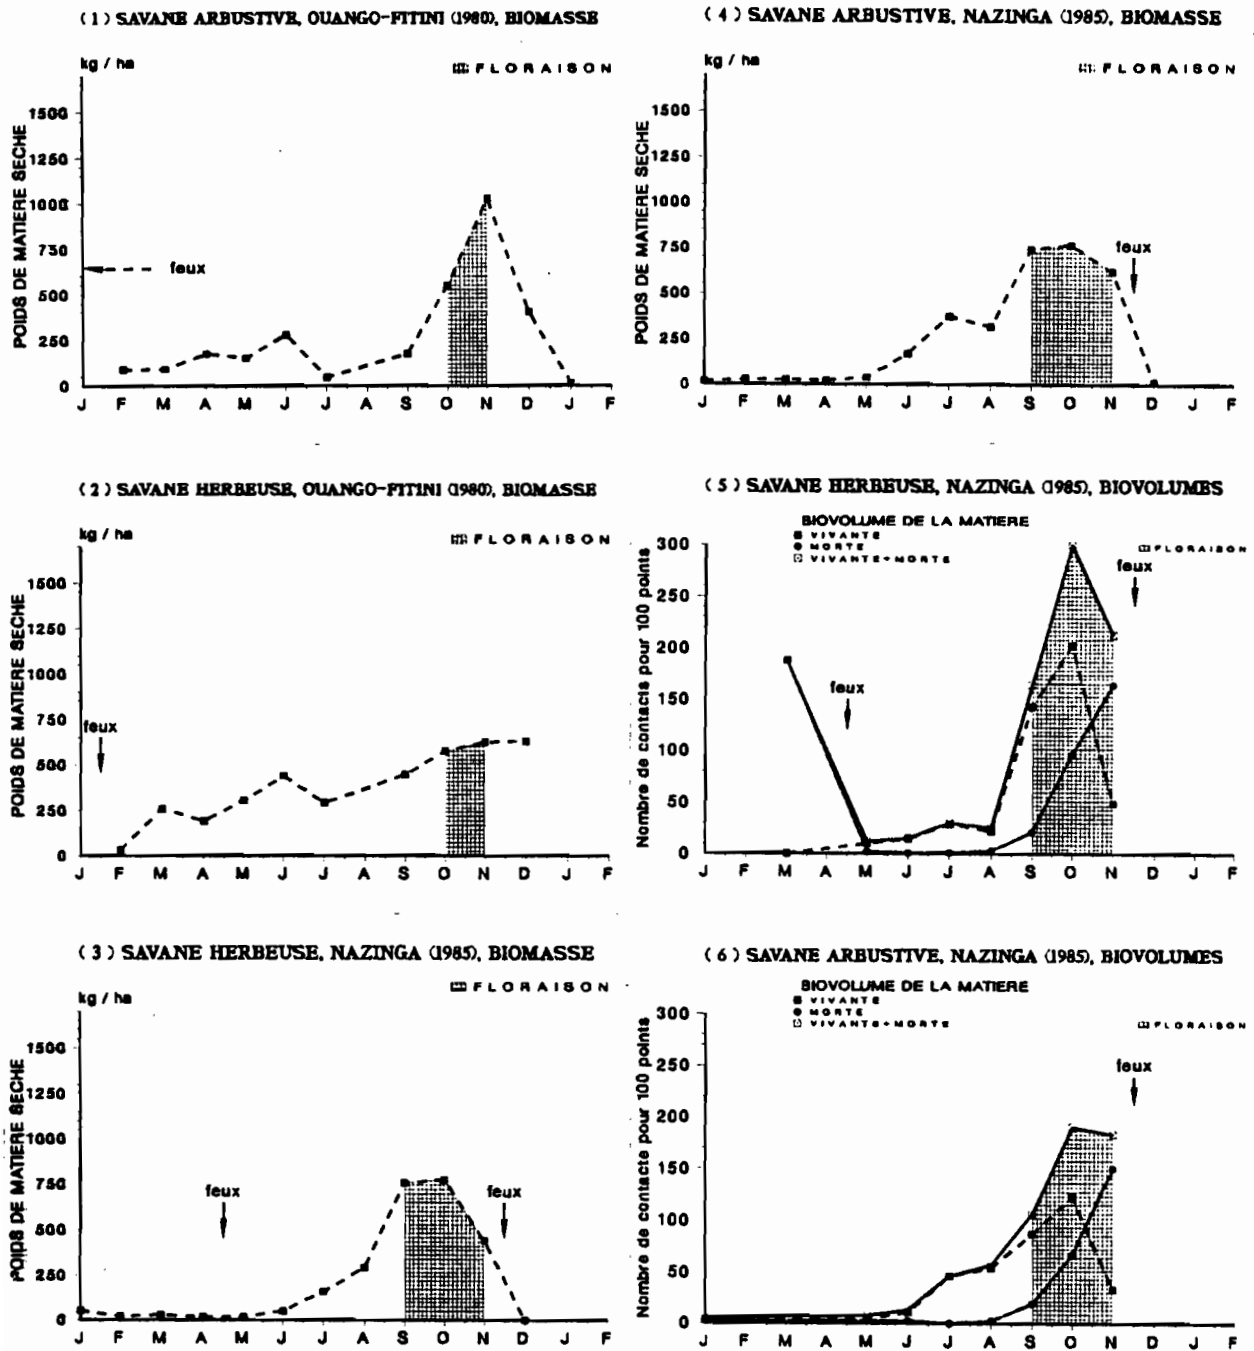 ( 1 ) SAVANE ARBUSTIVE, OUANGO-FITINI (1980), BIOMASSE
kg / ha
FLORAISON
POIDS DE MATIERE SECHE
1500
1250
1000
750
500
250
0
feux
J F M A M J J A S O N D J F
( 4 ) SAVANE ARBUSTIVE, NAZINGA (1985), BIOMASSE
kg / ha
FLORAISON
POIDS DE MATIERE SECHE
1500
1250
1000
750
500
250
0
feux
J F M A M J J A S O N D J F
( 2 ) SAVANE HERBEUSE, OUANGO-FITINI (1980), BIOMASSE
kg / ha
FLORAISON
POIDS DE MATIERE SECHE
1500
1250
1000
750
500
250
0
feux
J F M A M J J A S O N D J F
( 5 ) SAVANE HERBEUSE, NAZINGA (1985), BIOVOLUMES
BIOVOLUME DE LA MATIERE
VIVANTE
MORTE
VIVANTE+MORTE
FLORAISON
Nombre de contacts pour 100 points
300
250
200
150
100
50
0
feux
feux
J F M A M J J A S O N D J F
( 3 ) SAVANE HERBEUSE, NAZINGA (1985), BIOMASSE
kg / ha
FLORAISON
POIDS DE MATIERE SECHE
1500
1250
1000
750
500
250
0
feux
feux
J F M A M J J A S O N D J F
( 6 ) SAVANE ARBUSTIVE, NAZINGA (1985), BIOVOLUMES
BIOVOLUME DE LA MATIERE
VIVANTE
MORTE
VIVANTE+MORTE
FLORAISON
Nombre de contacts pour 100 points
300
250
200
150
100
50
0
feux
J F M A M J J A S O N D J F